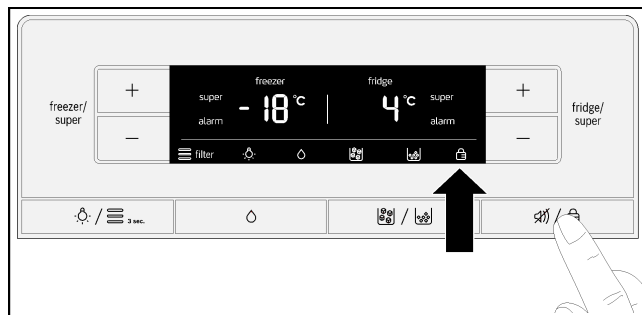 freezer/
super
+
−
freezer
super
alarm
-18 °C
fridge
4 °C
super
alarm
filter
+
−
fridge/
super
/
3 sec.
/
/